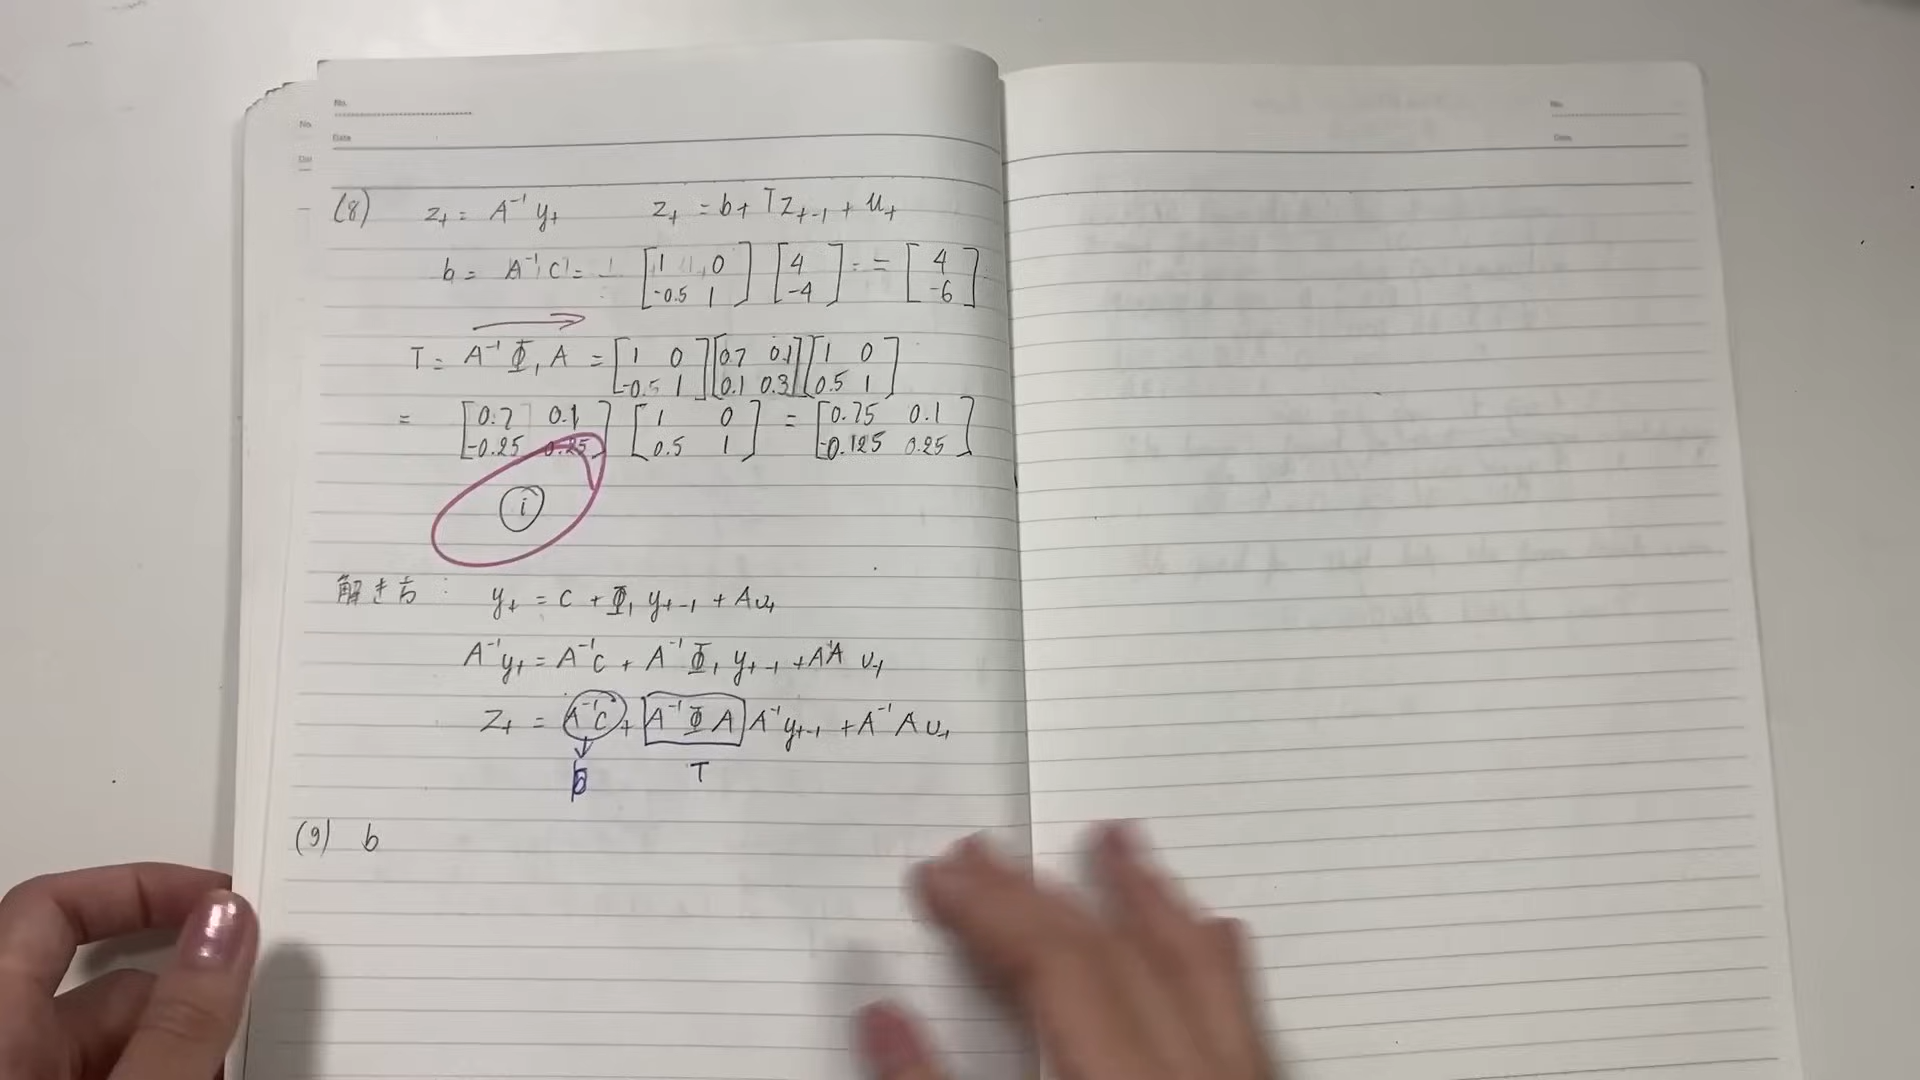 No.
Date
No.
Date
No.
(8) z_t = A⁻¹ y_t    z_t = b + T z_{t-1} + u_t
b = A⁻¹ C = [1 0; -0.5 1] [4; -4] = = [4; -6]
T = A⁻¹ Φ₁ A = [1 0; -0.5 1] [0.7 0.1; 0.1 0.3] [1 0; 0.5 1]
= [0.7 0.1; -0.25 0.25] [1 0; 0.5 1] = [0.75 0.1; -0.125 0.25]
i
解き方 : y_t = C + Φ₁ y_{t-1} + A u_t
A⁻¹ y_t = A⁻¹ c + A⁻¹ Φ₁ y_{t-1} + A⁻¹ A u_t
z_t = A⁻¹ C + A⁻¹ Φ A A⁻¹ y_{t-1} + A⁻¹ A u_t
b    T
(9) b